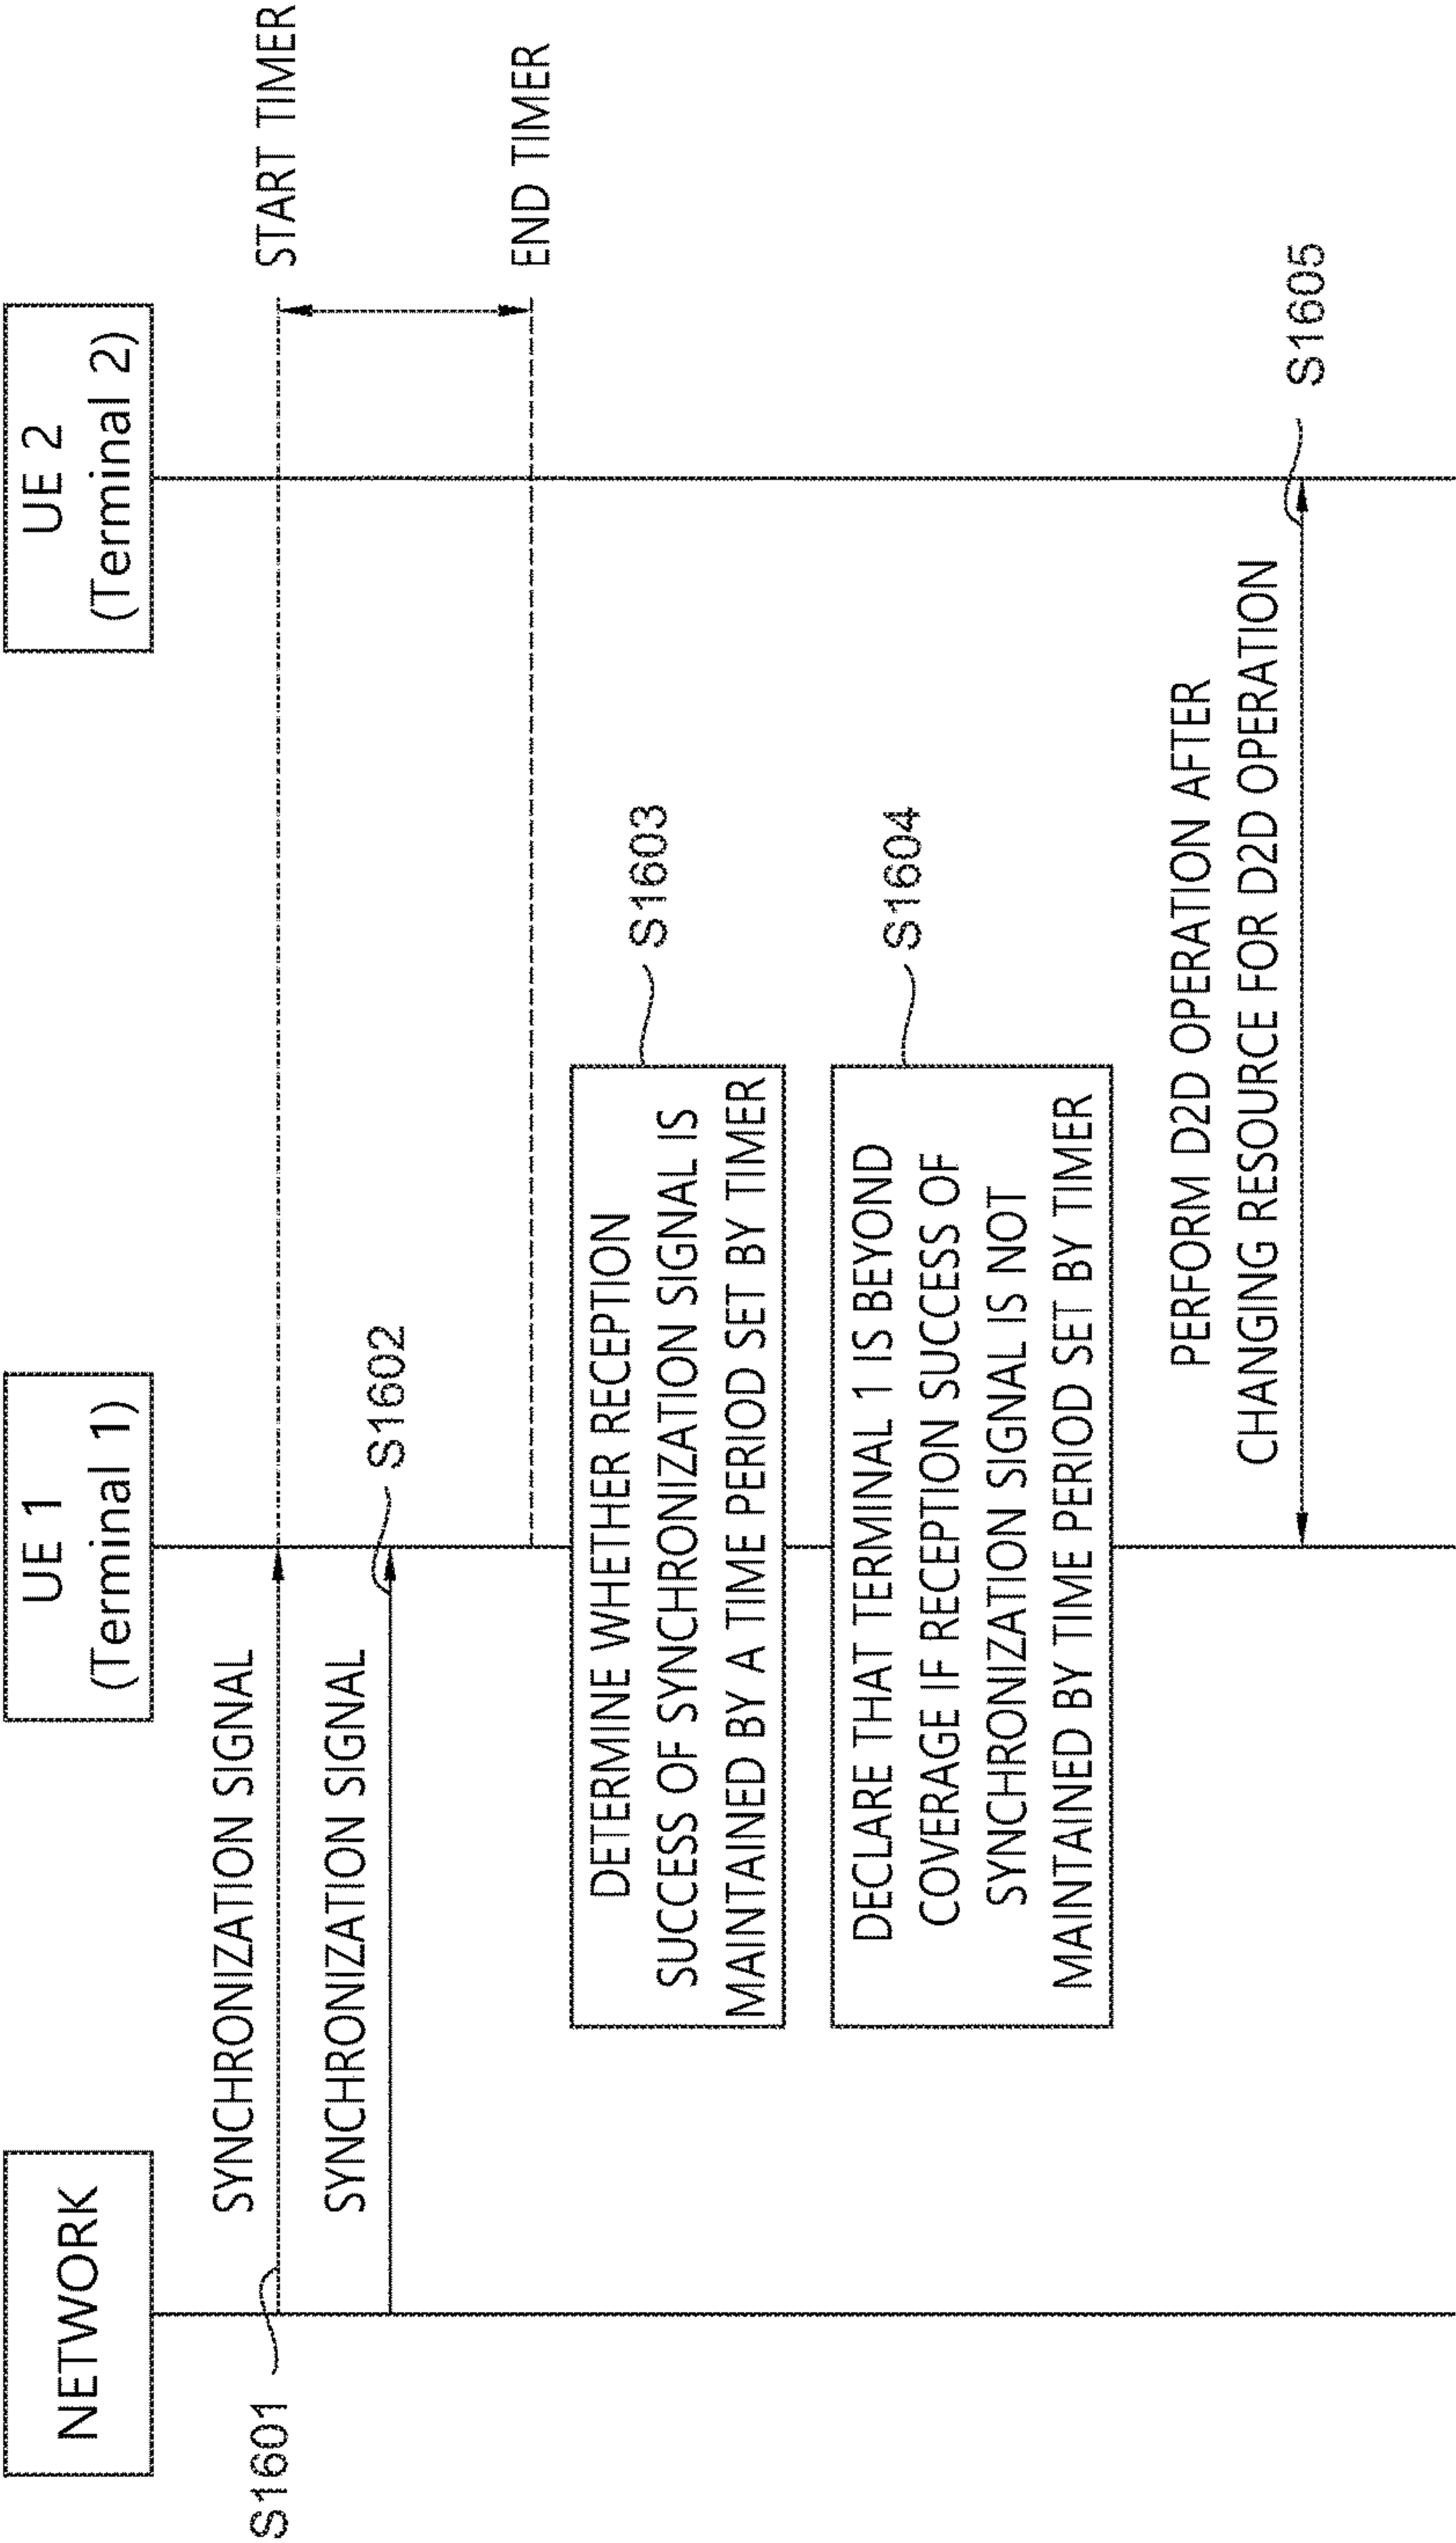 NETWORK
UE 1
(Terminal 1)
UE 2
(Terminal 2)
S1601
SYNCHRONIZATION SIGNAL
START TIMER
SYNCHRONIZATION SIGNAL
S1602
END TIMER
DETERMINE WHETHER RECEPTION
SUCCESS OF SYNCHRONIZATION SIGNAL IS
MAINTAINED BY A TIME PERIOD SET BY TIMER
S1603
DECLARE THAT TERMINAL 1 IS BEYOND
COVERAGE IF RECEPTION SUCCESS OF
SYNCHRONIZATION SIGNAL IS NOT
MAINTAINED BY TIME PERIOD SET BY TIMER
S1604
PERFORM D2D OPERATION AFTER
CHANGING RESOURCE FOR D2D OPERATION
S1605